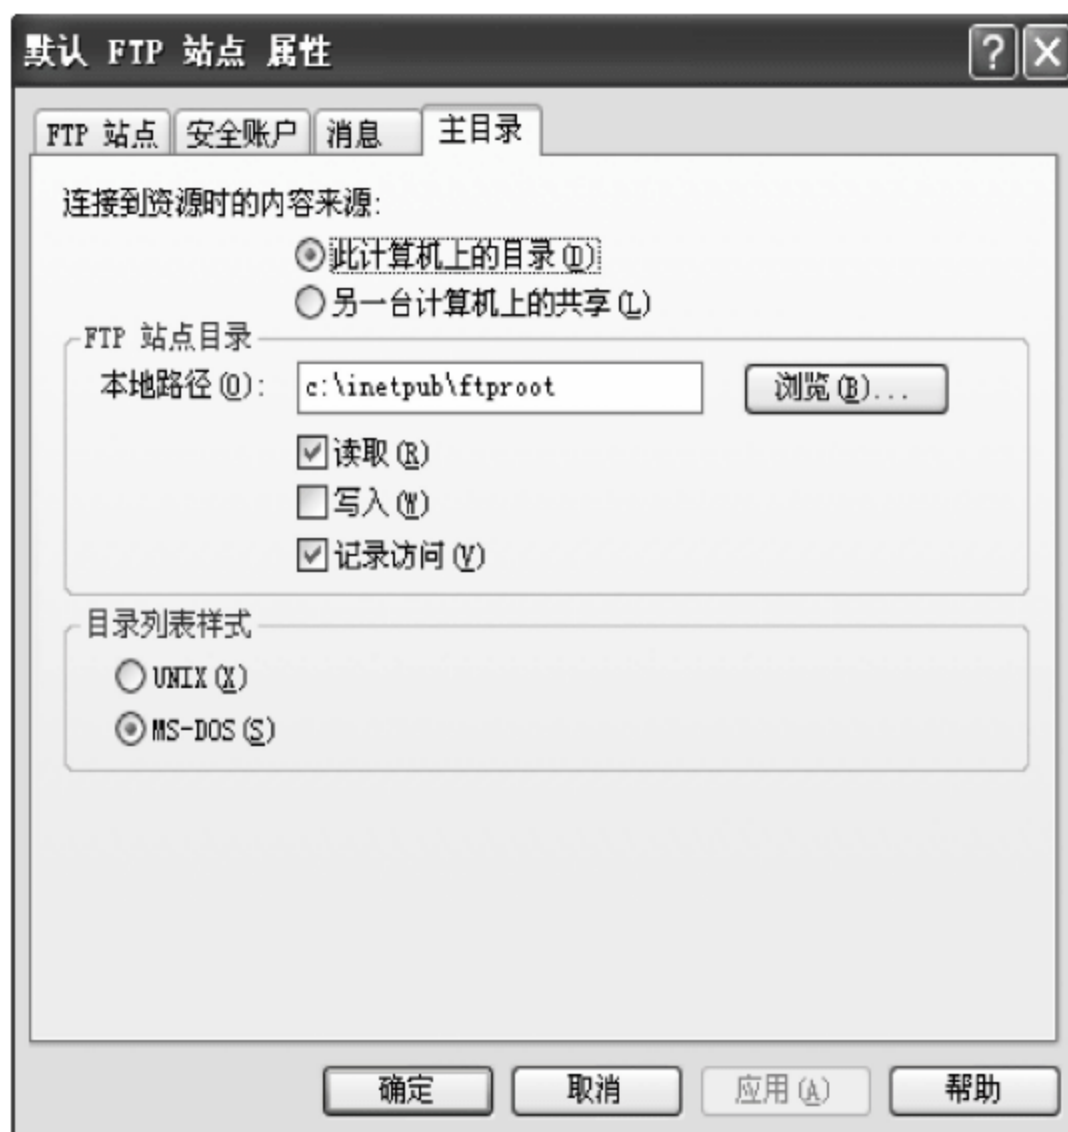 默认 FTP 站点 属性
FTP 站点 安全账户 消息 主目录
连接到资源时的内容来源:
此计算机上的目录(D)
另一台计算机上的共享(L)
FTP 站点目录
本地路径(O): c:\inetpub\ftproot 浏览(B)...
读取(R)
写入(W)
记录访问(V)
目录列表样式
UNIX(X)
MS-DOS(S)
确定 取消 应用(A) 帮助